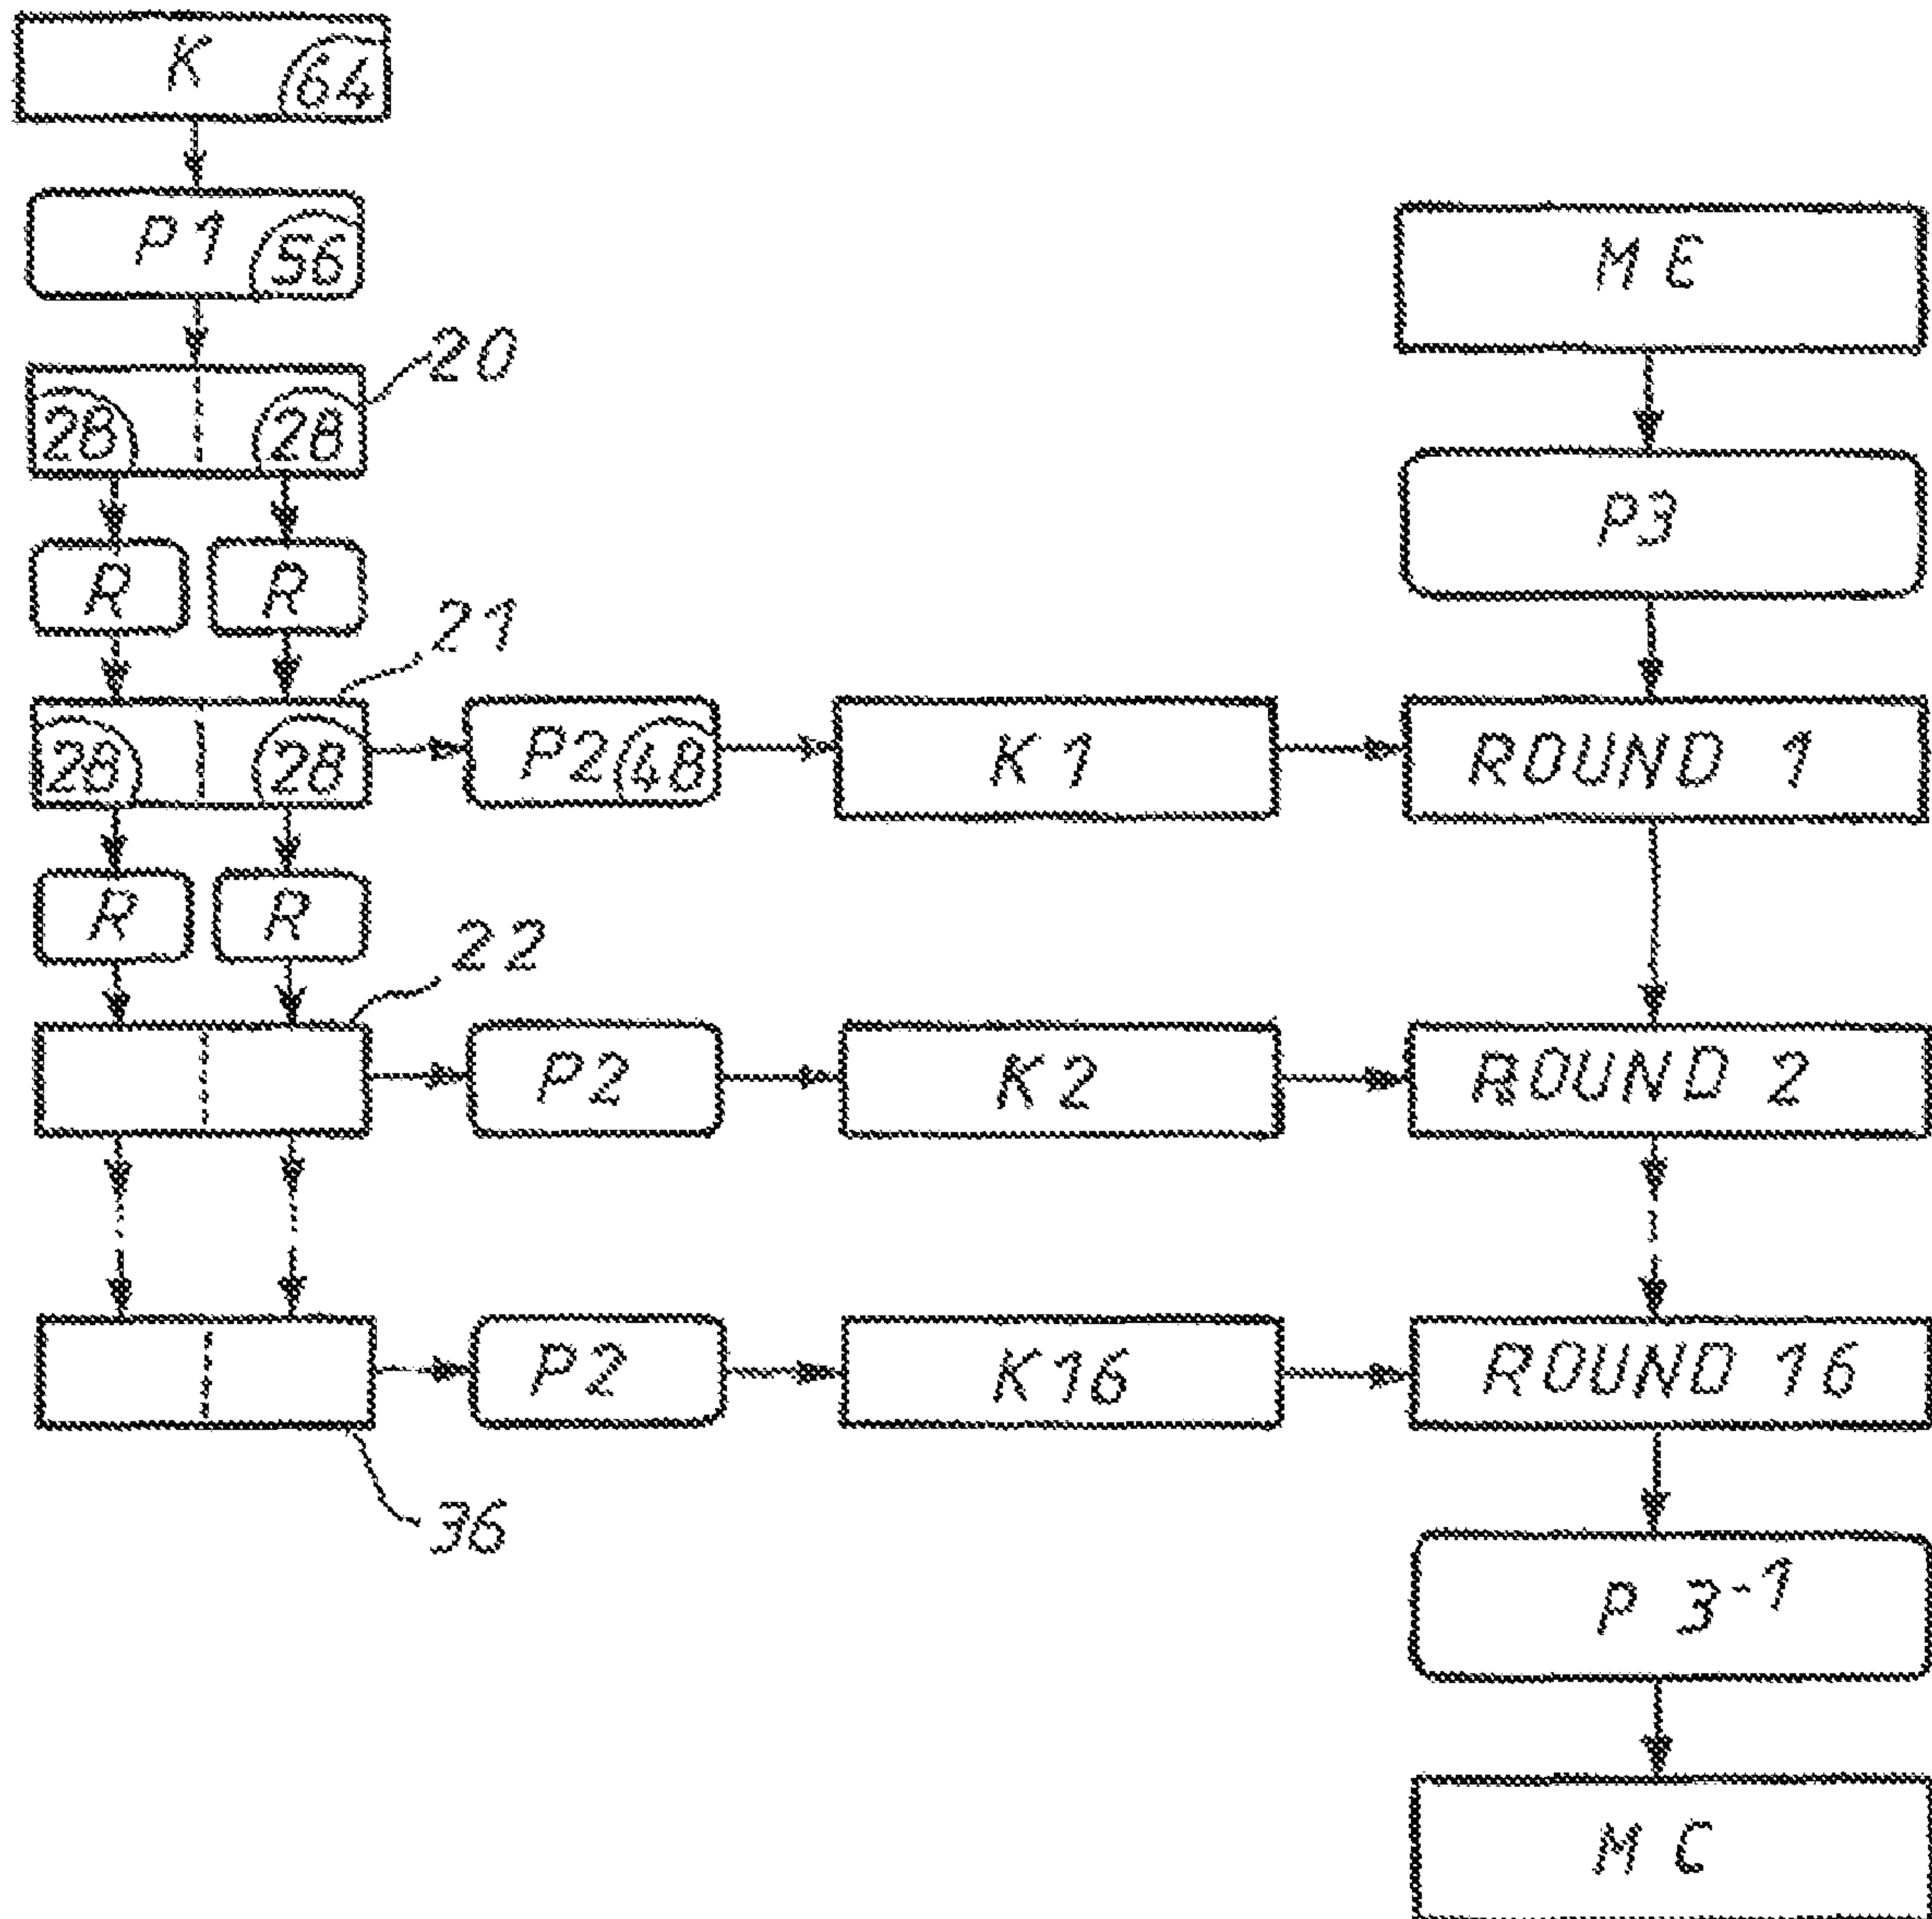 K 64
P1 56
ME
20
28 28
P3
R R
21
28 28 P2 48 K1 ROUND 1
R R
22
P2 K2 ROUND 2
P2 K16 ROUND 16
36
P 3-1
MC